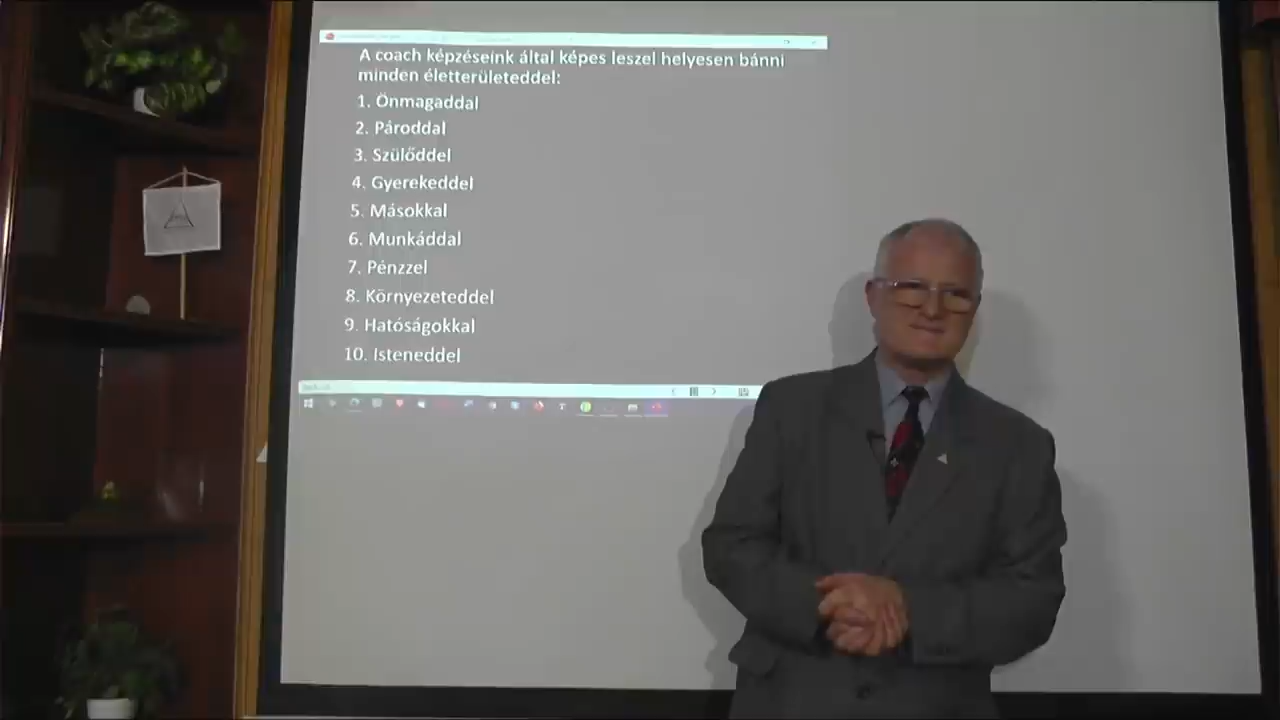 A coach képzéseink által képes leszel helyesen bánni
minden életterületeddel:
1. Önmagaddal
2. Pároddal
3. Szülőddel
4. Gyerekeddel
5. Másokkal
6. Munkáddal
7. Pénzzel
8. Környezeteddel
9. Hatóságokkal
10. Isteneddel